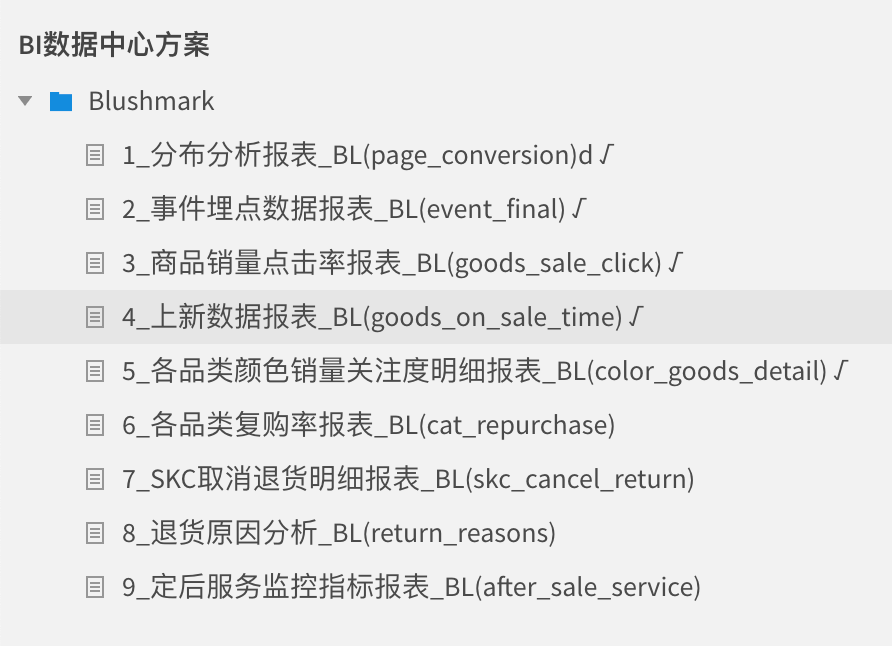 BI数据中心方案
Blushmark
1_分布分析报表_BL(page_conversion)d √
2_事件埋点数据报表_BL(event_final) √
3_商品销量点击率报表_BL(goods_sale_click) √
4_上新数据报表_BL(goods_on_sale_time) √
5_各品类颜色销量关注度明细报表_BL(color_goods_detail) √
6_各品类复购率报表_BL(cat_repurchase)
7_SKC取消退货明细报表_BL(skc_cancel_return)
8_退货原因分析_BL(return_reasons)
9_定后服务监控指标报表_BL(after_sale_service)